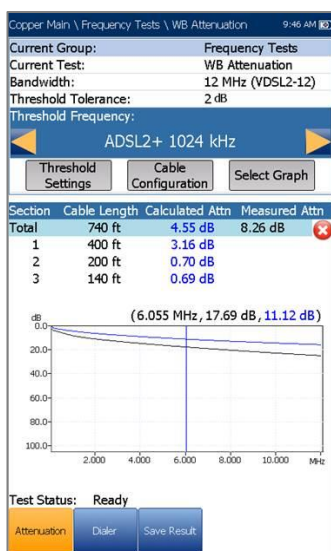 Copper Main \ Frequency Tests \ WB Attenuation 9:46 AM
Current Group: Frequency Tests
Current Test: WB Attenuation
Bandwidth: 12 MHz (VDSL2-12)
Threshold Tolerance: 2 dB
Threshold Frequency:
ADSL2+ 1024 kHz
Threshold Settings Cable Configuration Select Graph
Section Cable Length Calculated Attn Measured Attn
Total 740 ft 4.55 dB 8.26 dB
1 400 ft 3.16 dB
2 200 ft 0.70 dB
3 140 ft 0.69 dB
dB (6.055 MHz, 17.69 dB, 11.12 dB)
0.0
20.0
40.0
60.0
80.0
100.0
2.000 4.000 6.000 8.000 10.000 MHz
Test Status: Ready
Attenuation Dialer Save Result